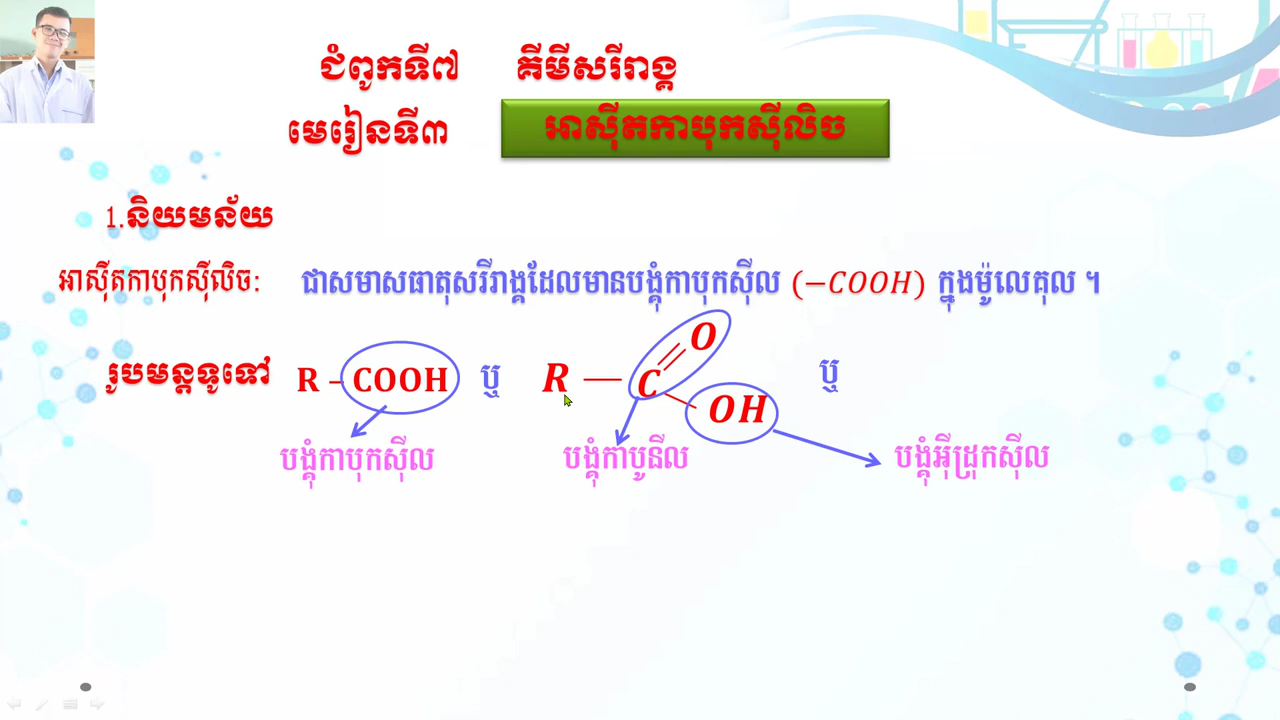 ជំពូកទី៧ គីមីសរីរាង្គ
មេរៀនទី៣ អាស៊ីតកាបុកស៊ីលិច
1.និយមន័យ
អាស៊ីតកាបុកស៊ីលិច: ជាសមាសធាតុសរីរាង្គដែលមានបង្គុំកាបុកស៊ីល (−COOH) ក្នុងម៉ូលេគុល ។
រូបមន្តទូទៅ R – COOH ឬ R — C = O – OH ឬ
បង្គុំកាបុកស៊ីល បង្គុំកាបូនីល បង្គុំអ៊ីដ្រុកស៊ីល